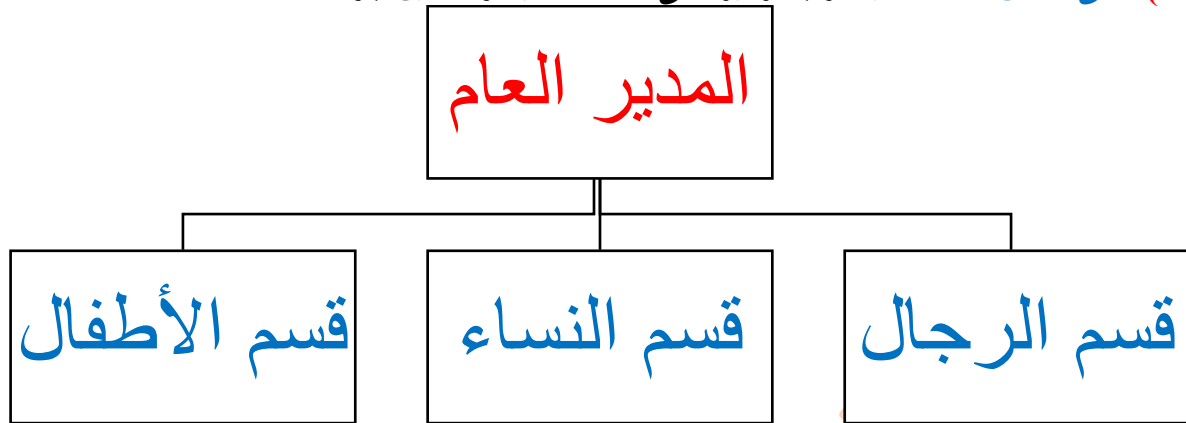 المدير العام
قسم الرجال
قسم النساء
قسم الأطفال